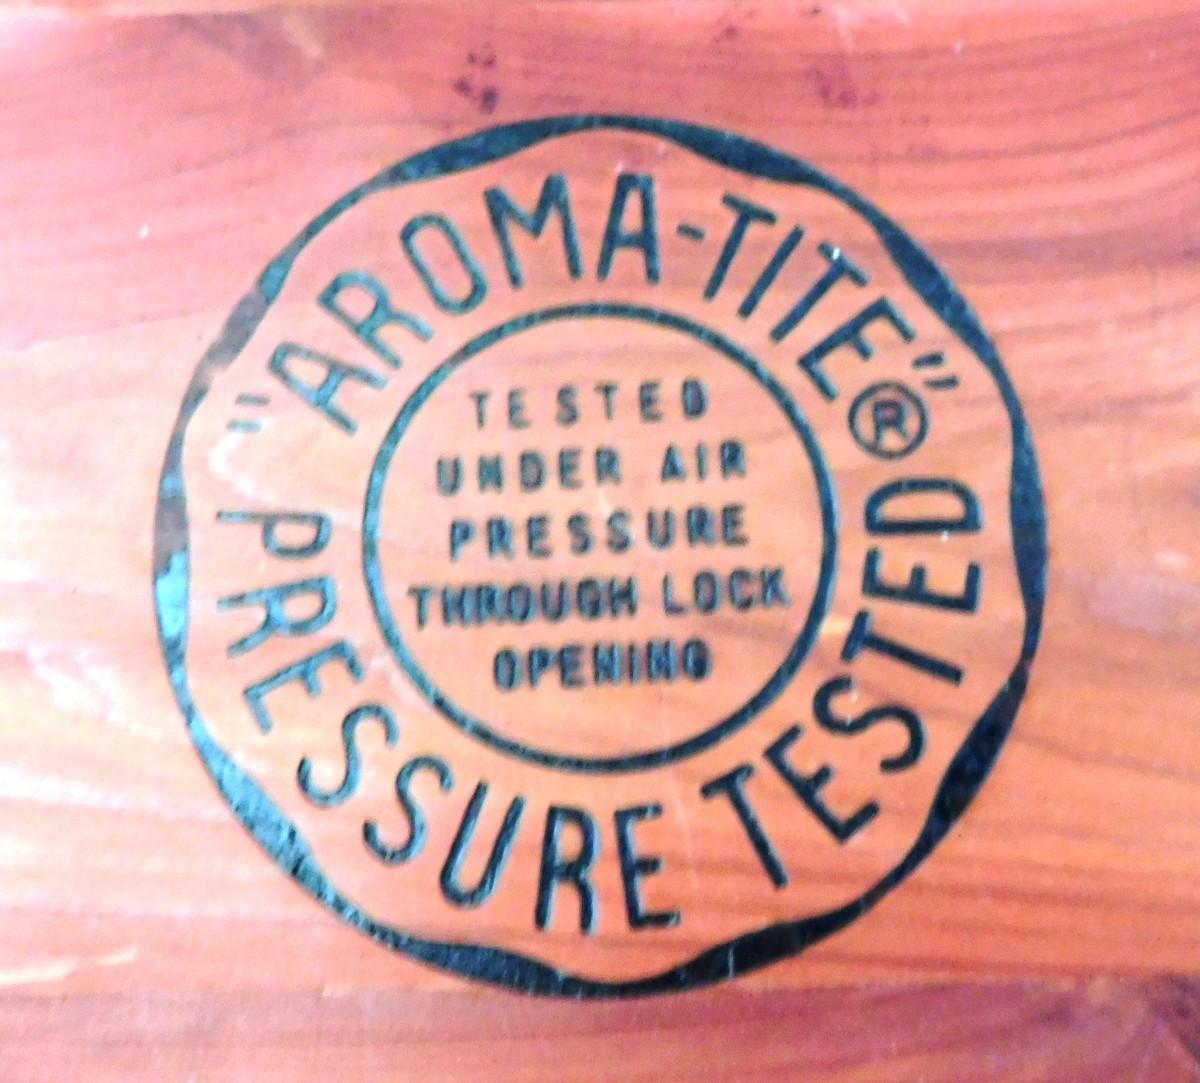 "AROMA-TITE"®
PRESSURE TESTED
TESTED
UNDER AIR
PRESSURE
THROUGH LOCK
OPENING